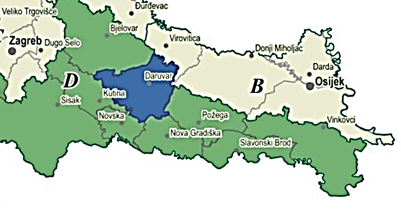 Đurđevac
Veliko Trgovišće
Zagreb
Dugo Selo
Bjelovar
Virovitica
Donji Miholjac
Darda
Osijek
D
Daruvar
B
Kutina
Sisak
Novska
Požega
Vinkovci
Nova Gradiška
Slavonski Brod